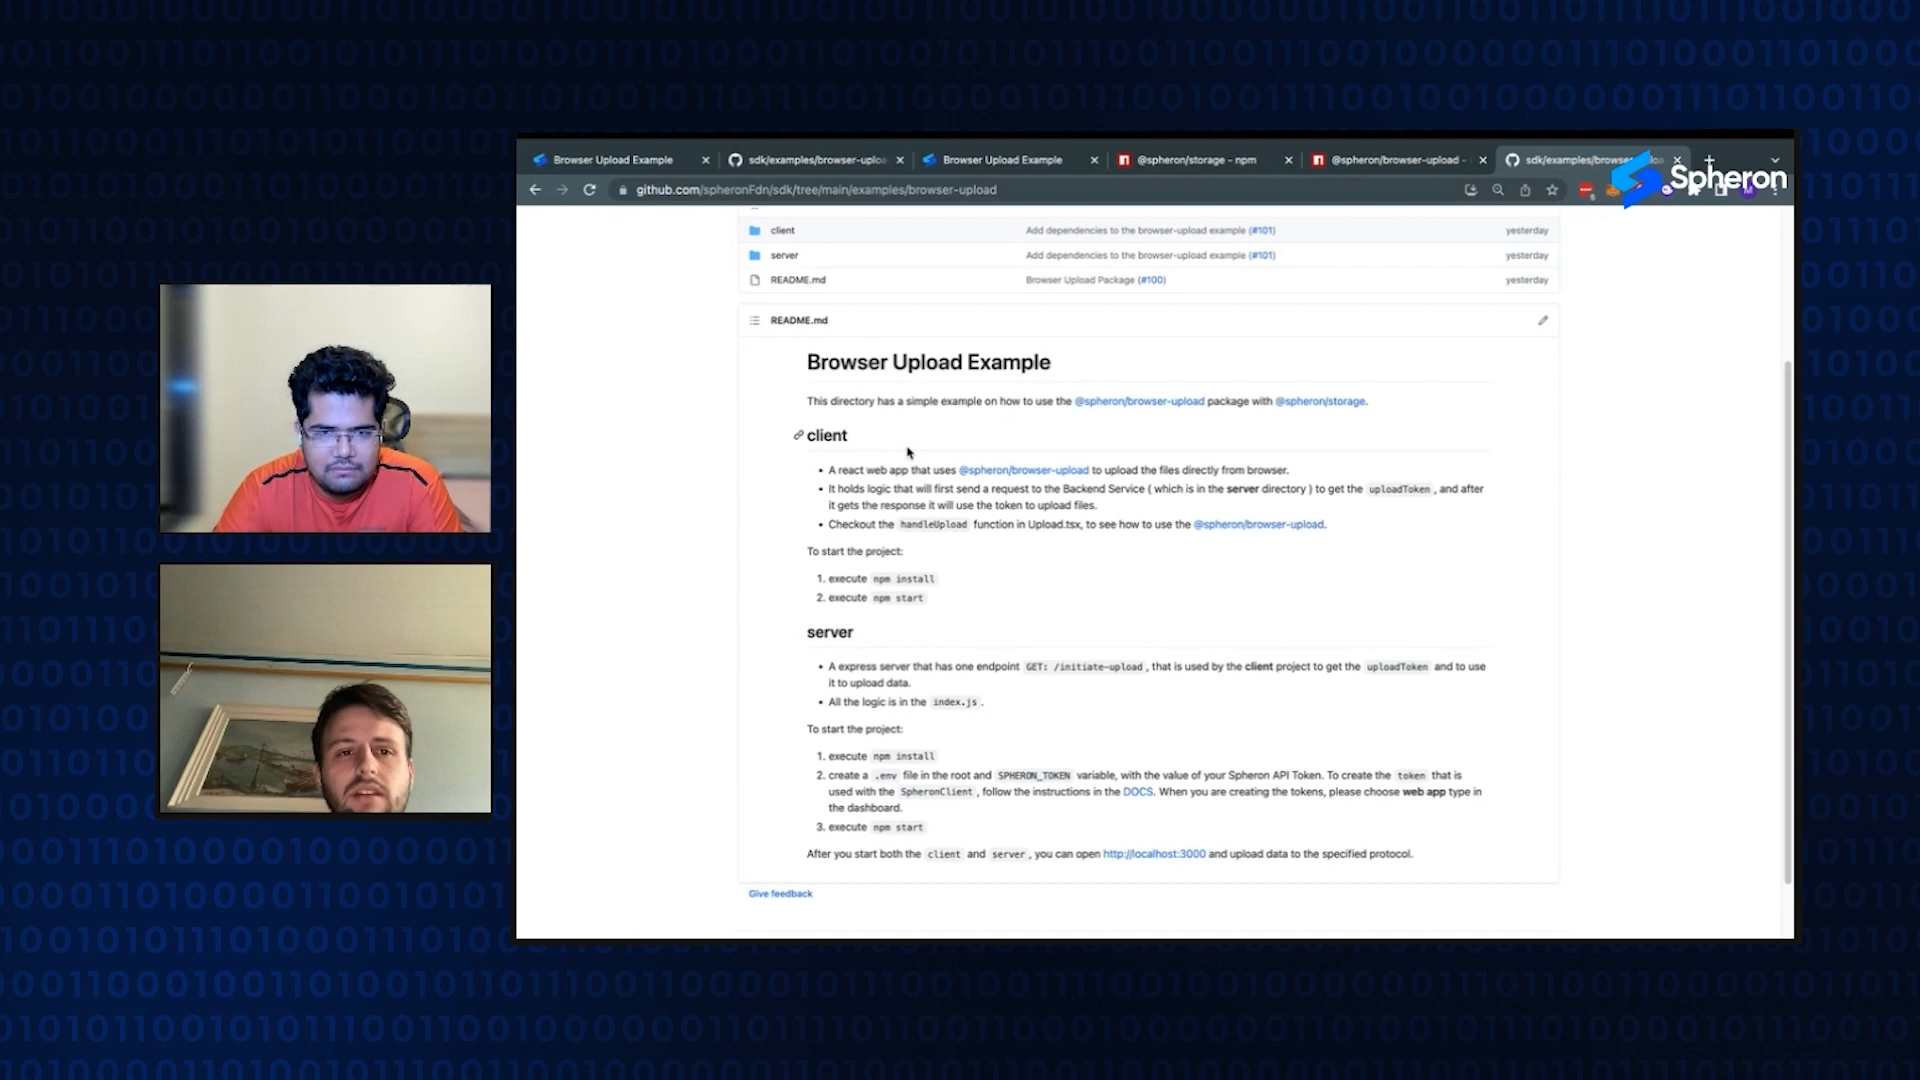 Browser Upload Example
sdk/examples/browser-uploa
Browser Upload Example
@spheron/storage - npm
@spheron/browser-upload -
sdk/examples/browser-uploa
github.com/spheronFdn/sdk/tree/main/examples/browser-upload
Spheron
client Add dependencies to the browser-upload example (#101) yesterday
server Add dependencies to the browser-upload example (#101) yesterday
README.md Browser Upload Package (#100) yesterday
README.md
Browser Upload Example
This directory has a simple example on how to use the @spheron/browser-upload package with @spheron/storage.
client
• A react web app that uses @spheron/browser-upload to upload the files directly from browser.
• It holds logic that will first send a request to the Backend Service ( which is in the server directory ) to get the uploadToken , and after
it gets the response it will use the token to upload files.
• Checkout the handleUpload function in Upload.tsx, to see how to use the @spheron/browser-upload.
To start the project:
1. execute npm install
2. execute npm start
server
• A express server that has one endpoint GET: /initiate-upload , that is used by the client project to get the uploadToken and to use
it to upload data.
• All the logic is in the index.js .
To start the project:
1. execute npm install
2. create a .env file in the root and SPHERON_TOKEN variable, with the value of your Spheron API Token. To create the token that is
used with the SpheronClient , follow the instructions in the DOCS. When you are creating the tokens, please choose web app type in
the dashboard.
3. execute npm start
After you start both the client and server , you can open http://localhost:3000 and upload data to the specified protocol.
Give feedback